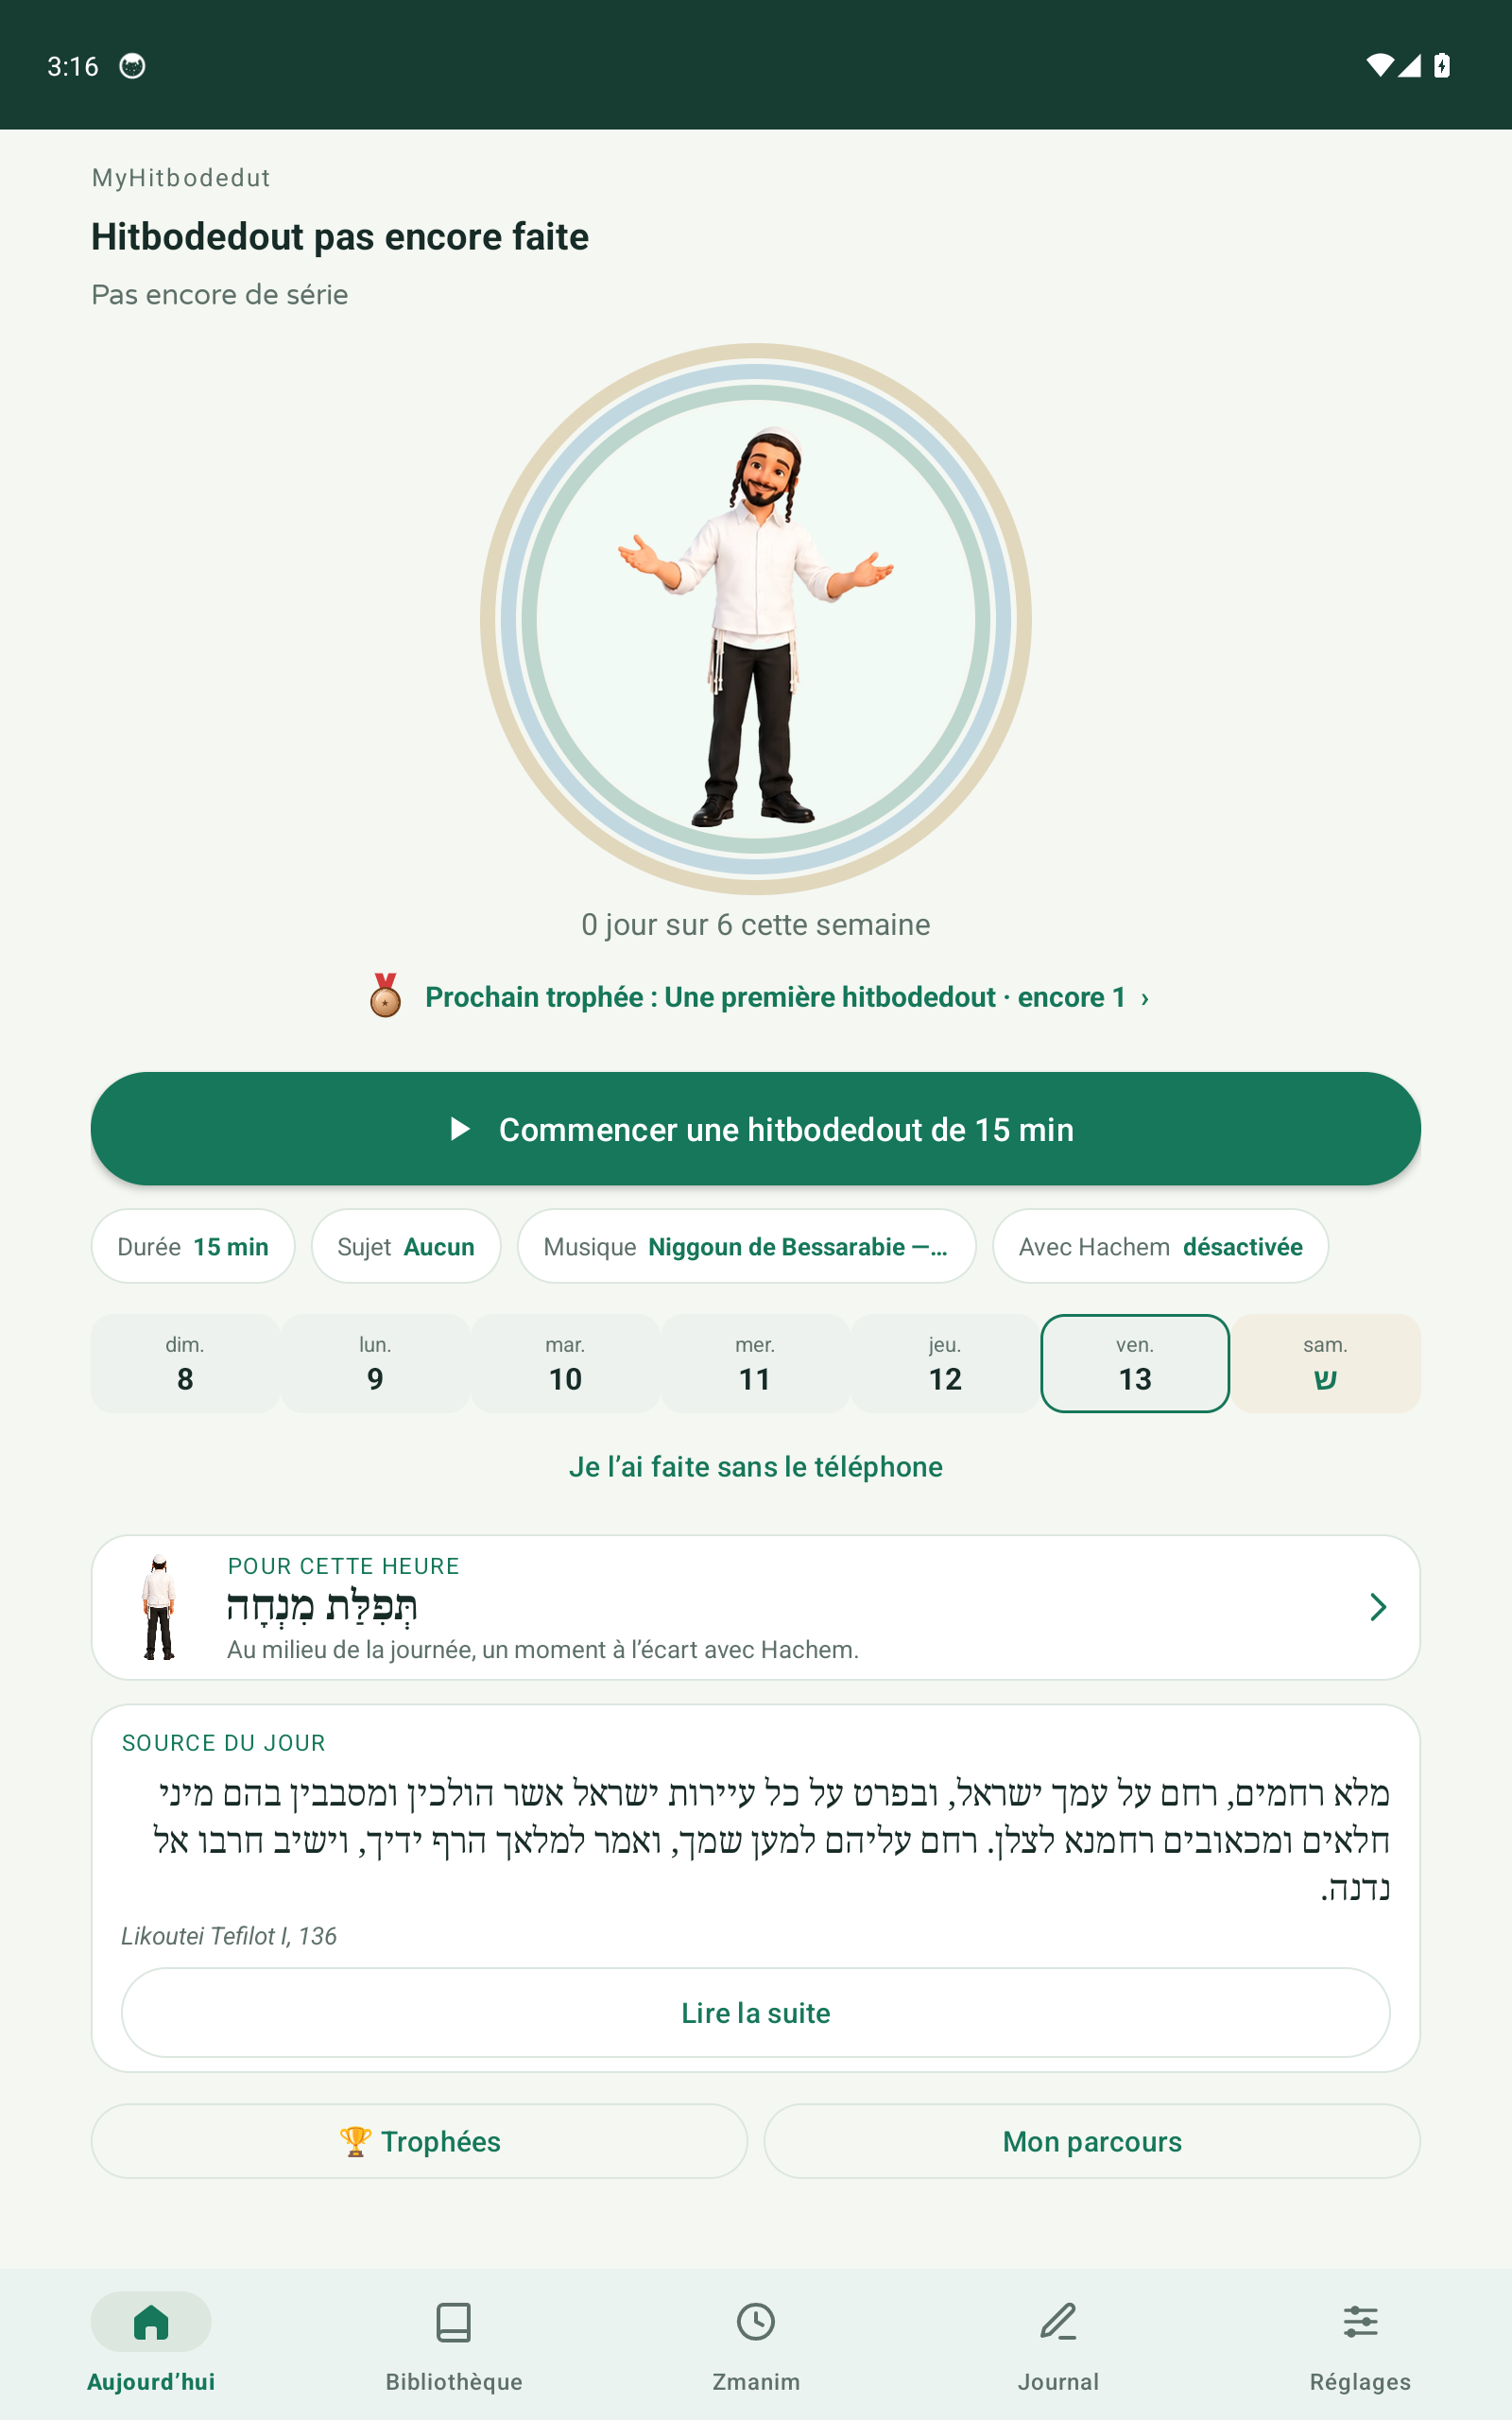 3:16
MyHitbodedut
Hitbodedout pas encore faite
Pas encore de série
0 jour sur 6 cette semaine
Prochain trophée : Une première hitbodedout · encore 1 ›
Commencer une hitbodedout de 15 min
Durée 15 min
Sujet Aucun
Musique Niggoun de Bessarabie —…
Avec Hachem désactivée
dim. lun. mar. mer. jeu. ven. sam.
8 9 10 11 12 13 ש
Je l’ai faite sans le téléphone
POUR CETTE HEURE
תְּפִלַּת מִנְחָה
Au milieu de la journée, un moment à l’écart avec Hachem.
SOURCE DU JOUR
מלא רחמים, רחם על עמך ישראל, ובפרט על כל עיירות ישראל אשר הולכין ומסבבין בהם מיני
חלאים ומכאובים רחמנא לצלן. רחם עליהם למען שמך, ואמר למלאך הרף ידיך, וישיב חרבו אל
נדנה.
Likoutei Tefilot I, 136
Lire la suite
Trophées
Mon parcours
Aujourd’hui
Bibliothèque
Zmanim
Journal
Réglages